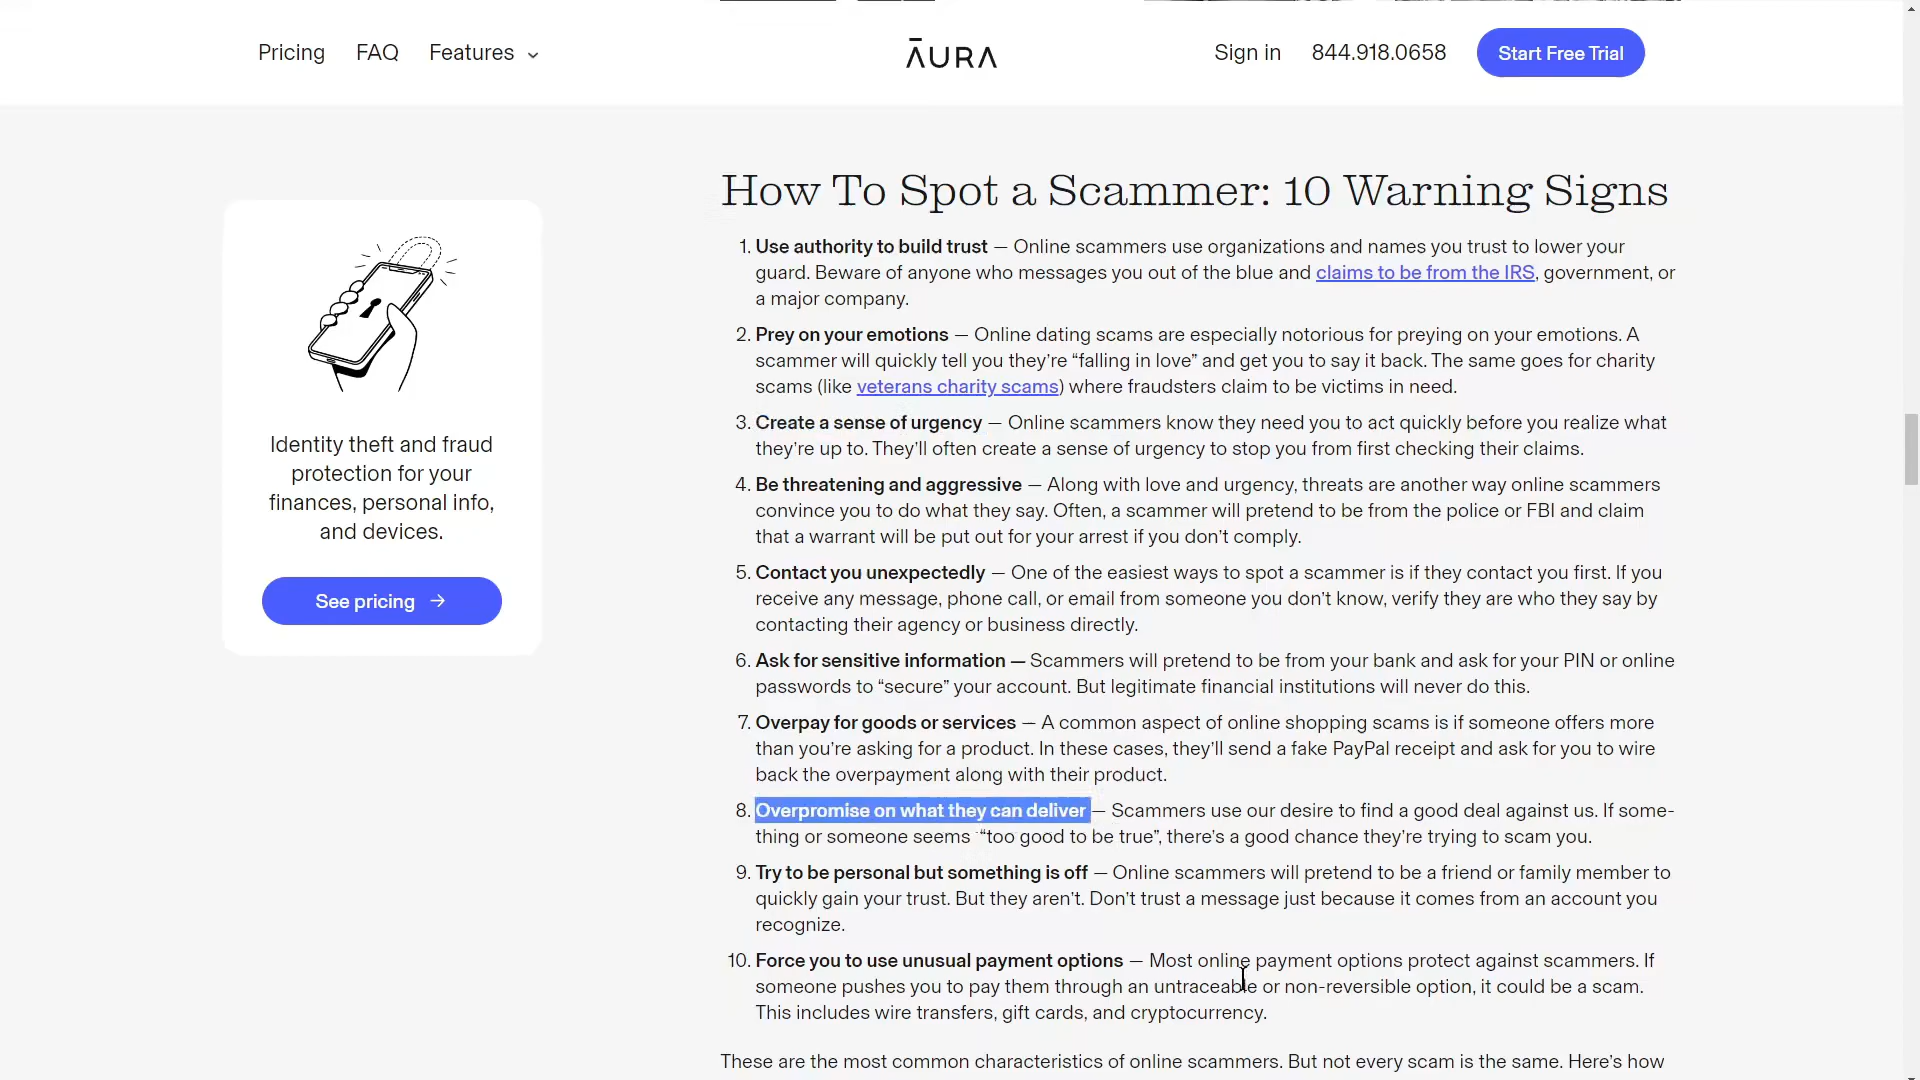 Pricing FAQ Features
AURA
Sign in 844.918.0658 Start Free Trial
Identity theft and fraud
protection for your
finances, personal info,
and devices.
See pricing →
How To Spot a Scammer: 10 Warning Signs
1. Use authority to build trust — Online scammers use organizations and names you trust to lower your
guard. Beware of anyone who messages you out of the blue and claims to be from the IRS, government, or
a major company.
2. Prey on your emotions — Online dating scams are especially notorious for preying on your emotions. A
scammer will quickly tell you they’re “falling in love” and get you to say it back. The same goes for charity
scams (like veterans charity scams) where fraudsters claim to be victims in need.
3. Create a sense of urgency — Online scammers know they need you to act quickly before you realize what
they’re up to. They’ll often create a sense of urgency to stop you from first checking their claims.
4. Be threatening and aggressive — Along with love and urgency, threats are another way online scammers
convince you to do what they say. Often, a scammer will pretend to be from the police or FBI and claim
that a warrant will be put out for your arrest if you don’t comply.
5. Contact you unexpectedly — One of the easiest ways to spot a scammer is if they contact you first. If you
receive any message, phone call, or email from someone you don’t know, verify they are who they say by
contacting their agency or business directly.
6. Ask for sensitive information — Scammers will pretend to be from your bank and ask for your PIN or online
passwords to “secure” your account. But legitimate financial institutions will never do this.
7. Overpay for goods or services — A common aspect of online shopping scams is if someone offers more
than you’re asking for a product. In these cases, they’ll send a fake PayPal receipt and ask for you to wire
back the overpayment along with their product.
8. Overpromise on what they can deliver — Scammers use our desire to find a good deal against us. If some-
thing or someone seems “too good to be true”, there’s a good chance they’re trying to scam you.
9. Try to be personal but something is off — Online scammers will pretend to be a friend or family member to
quickly gain your trust. But they aren’t. Don’t trust a message just because it comes from an account you
recognize.
10. Force you to use unusual payment options — Most online payment options protect against scammers. If
someone pushes you to pay them through an untraceable or non-reversible option, it could be a scam.
This includes wire transfers, gift cards, and cryptocurrency.
These are the most common characteristics of online scammers. But not every scam is the same. Here’s how